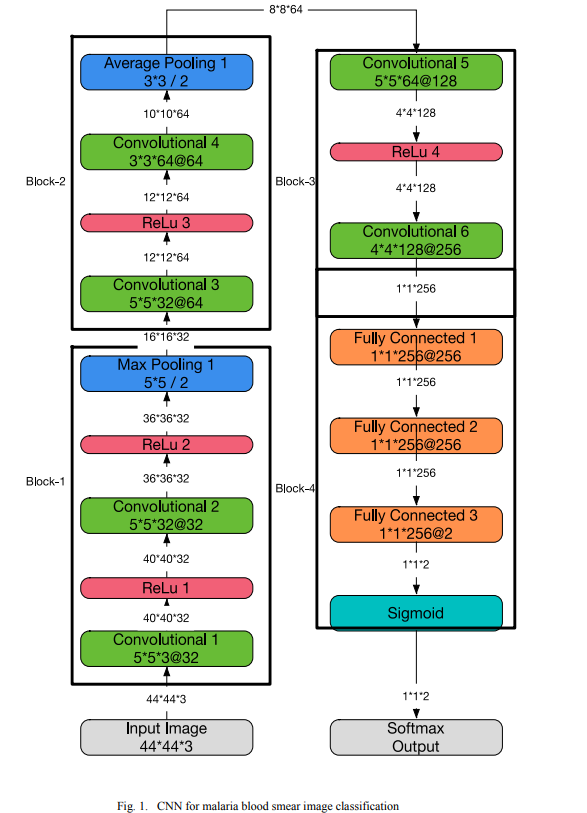 8*8*64
Average Pooling 1
3*3 / 2
10*10*64
Convolutional 4
3*3*64@64
Block-2
12*12*64
ReLu 3
12*12*64
Convolutional 3
5*5*32@64
16*16*32
Max Pooling 1
5*5 / 2
36*36*32
ReLu 2
36*36*32
Block-1
Convolutional 2
5*5*32@32
40*40*32
ReLU 1
40*40*32
Convolutional 1
5*5*3@32
44*44*3
Input Image
44*44*3
Convolutional 5
5*5*64@128
4*4*128
ReLu 4
Block-3
4*4*128
Convolutional 6
4*4*128@256
1*1*256
Fully Connected 1
1*1*256@256
1*1*256
Fully Connected 2
1*1*256@256
1*1*256
Block-4
Fully Connected 3
1*1*256@2
1*1*2
Sigmoid
1*1*2
Softmax
Output
Fig. 1. CNN for malaria blood smear image classification